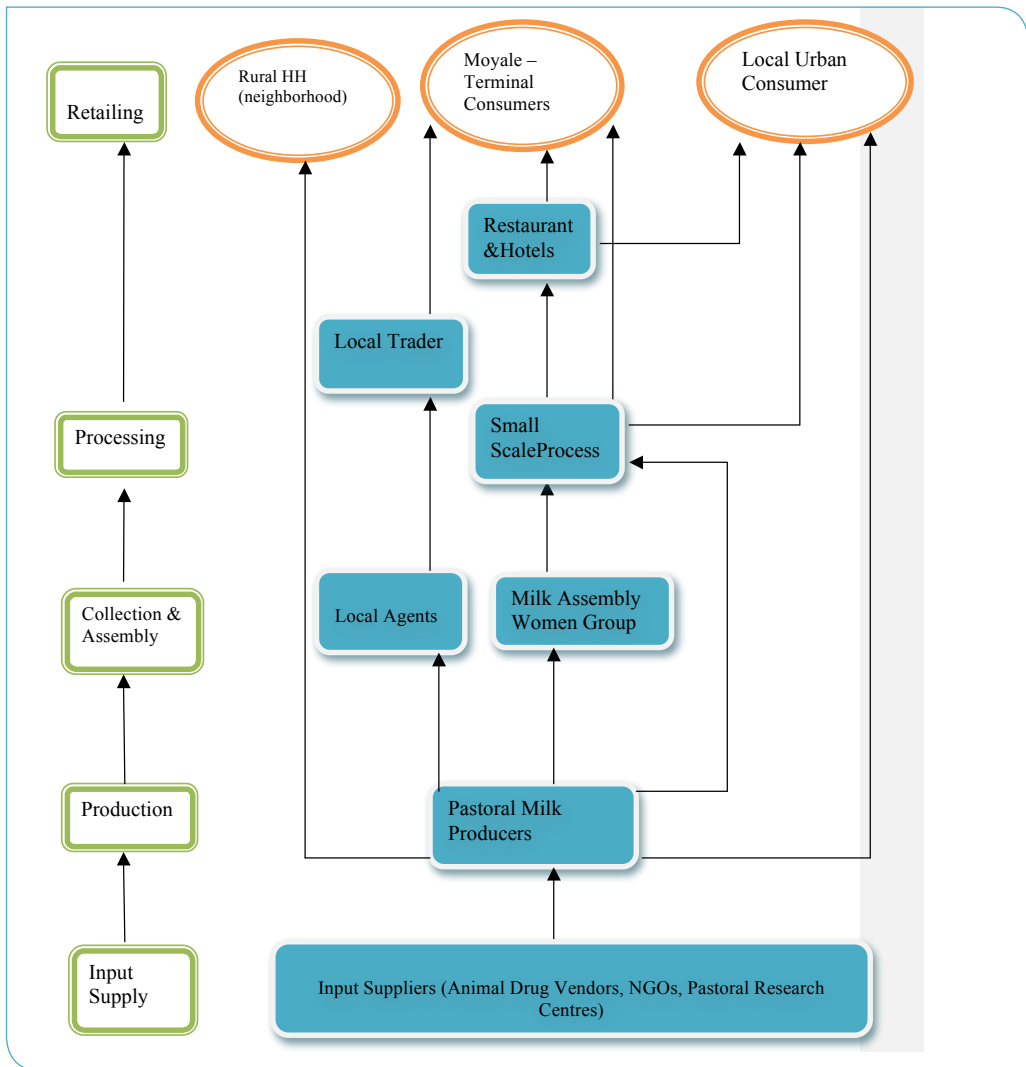 Retailing
Rural HH
(neighborhood)
Moyale –
Terminal
Consumers
Local Urban
Consumer
Restaurant
&Hotels
Local Trader
Processing
Small
ScaleProcess
Collection &
Assembly
Local Agents
Milk Assembly
Women Group
Production
Pastoral Milk
Producers
Input
Supply
Input Suppliers (Animal Drug Vendors, NGOs, Pastoral Research
Centres)